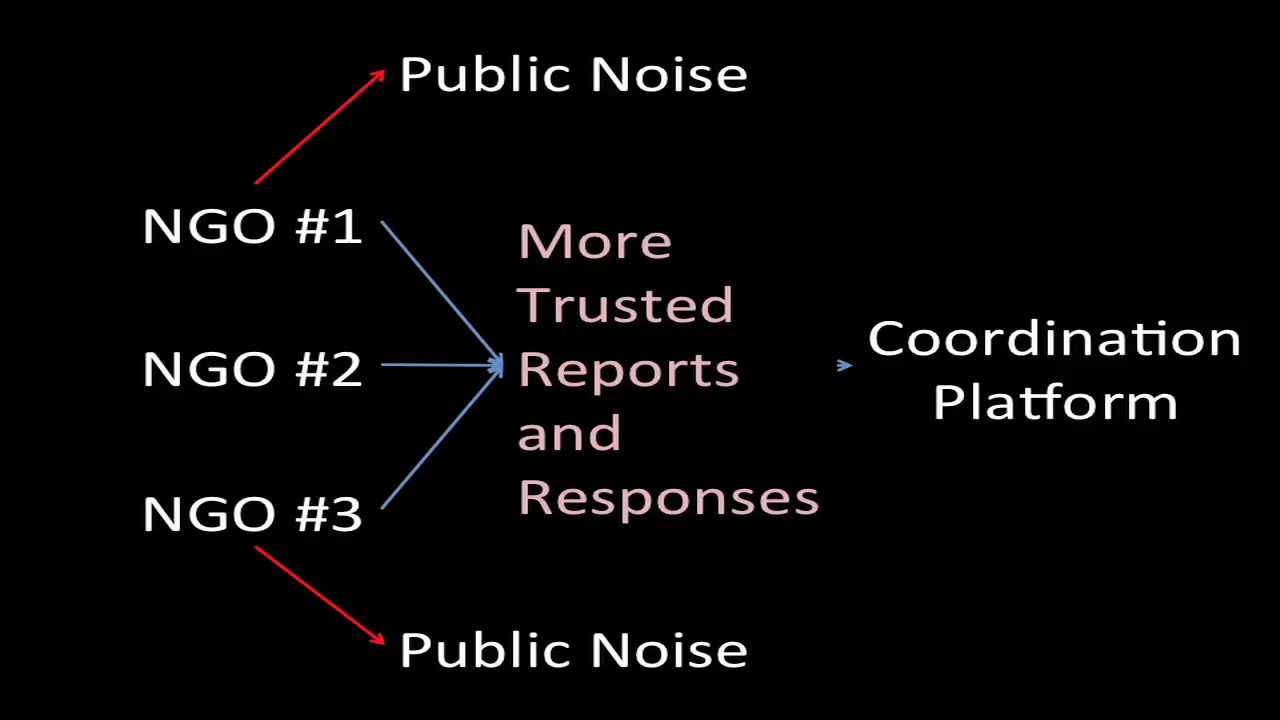 Public Noise
NGO #1
NGO #2
NGO #3
More
Trusted
Reports
and
Responses
Coordination
Platform
Public Noise